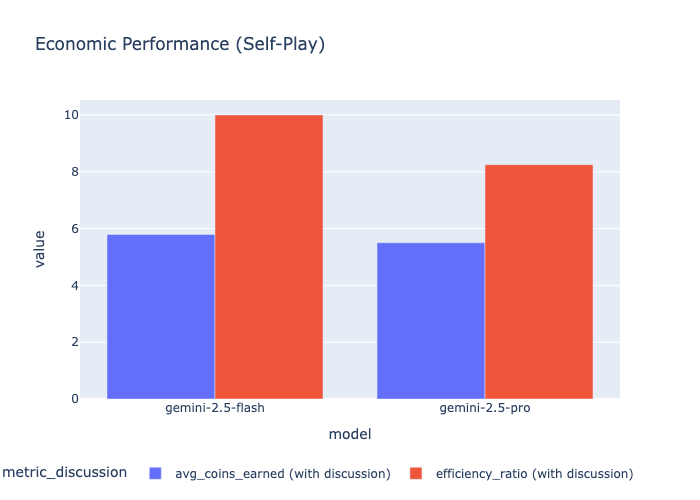 Economic Performance (Self-Play)
10
8
6
4
2
0
value
gemini-2.5-flash
gemini-2.5-pro
model
metric_discussion
avg_coins_earned (with discussion)
efficiency_ratio (with discussion)